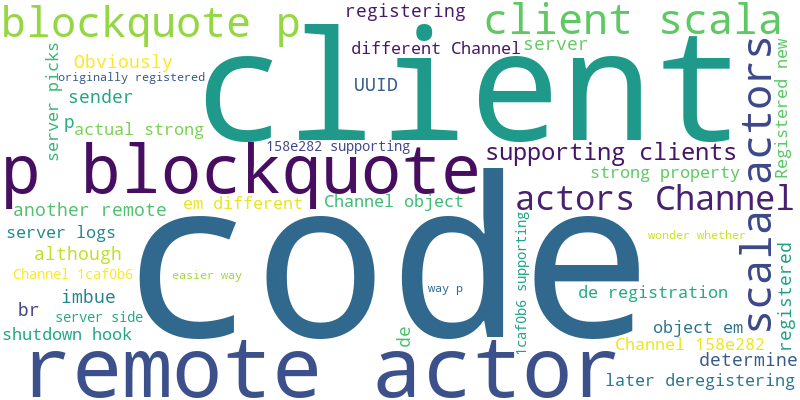 blockquote p
registering
client scala
client
different Channel
server
Obviously
originally registered
server picks
sender
UUID
p
actual strong
158e282 supporting
p blockquote
supporting clients
strong property
scala actors
Registered new
another remote
em different
Channel object
actors Channel
server logs
although
Channel 1caf0b6
easier way
code
wonder whether
1caf0b6 supporting
imbue
way p
de registration
registered
br
server side
shutdown hook
de
object em
Channel 158e282
remote actor
determine
later deregistering